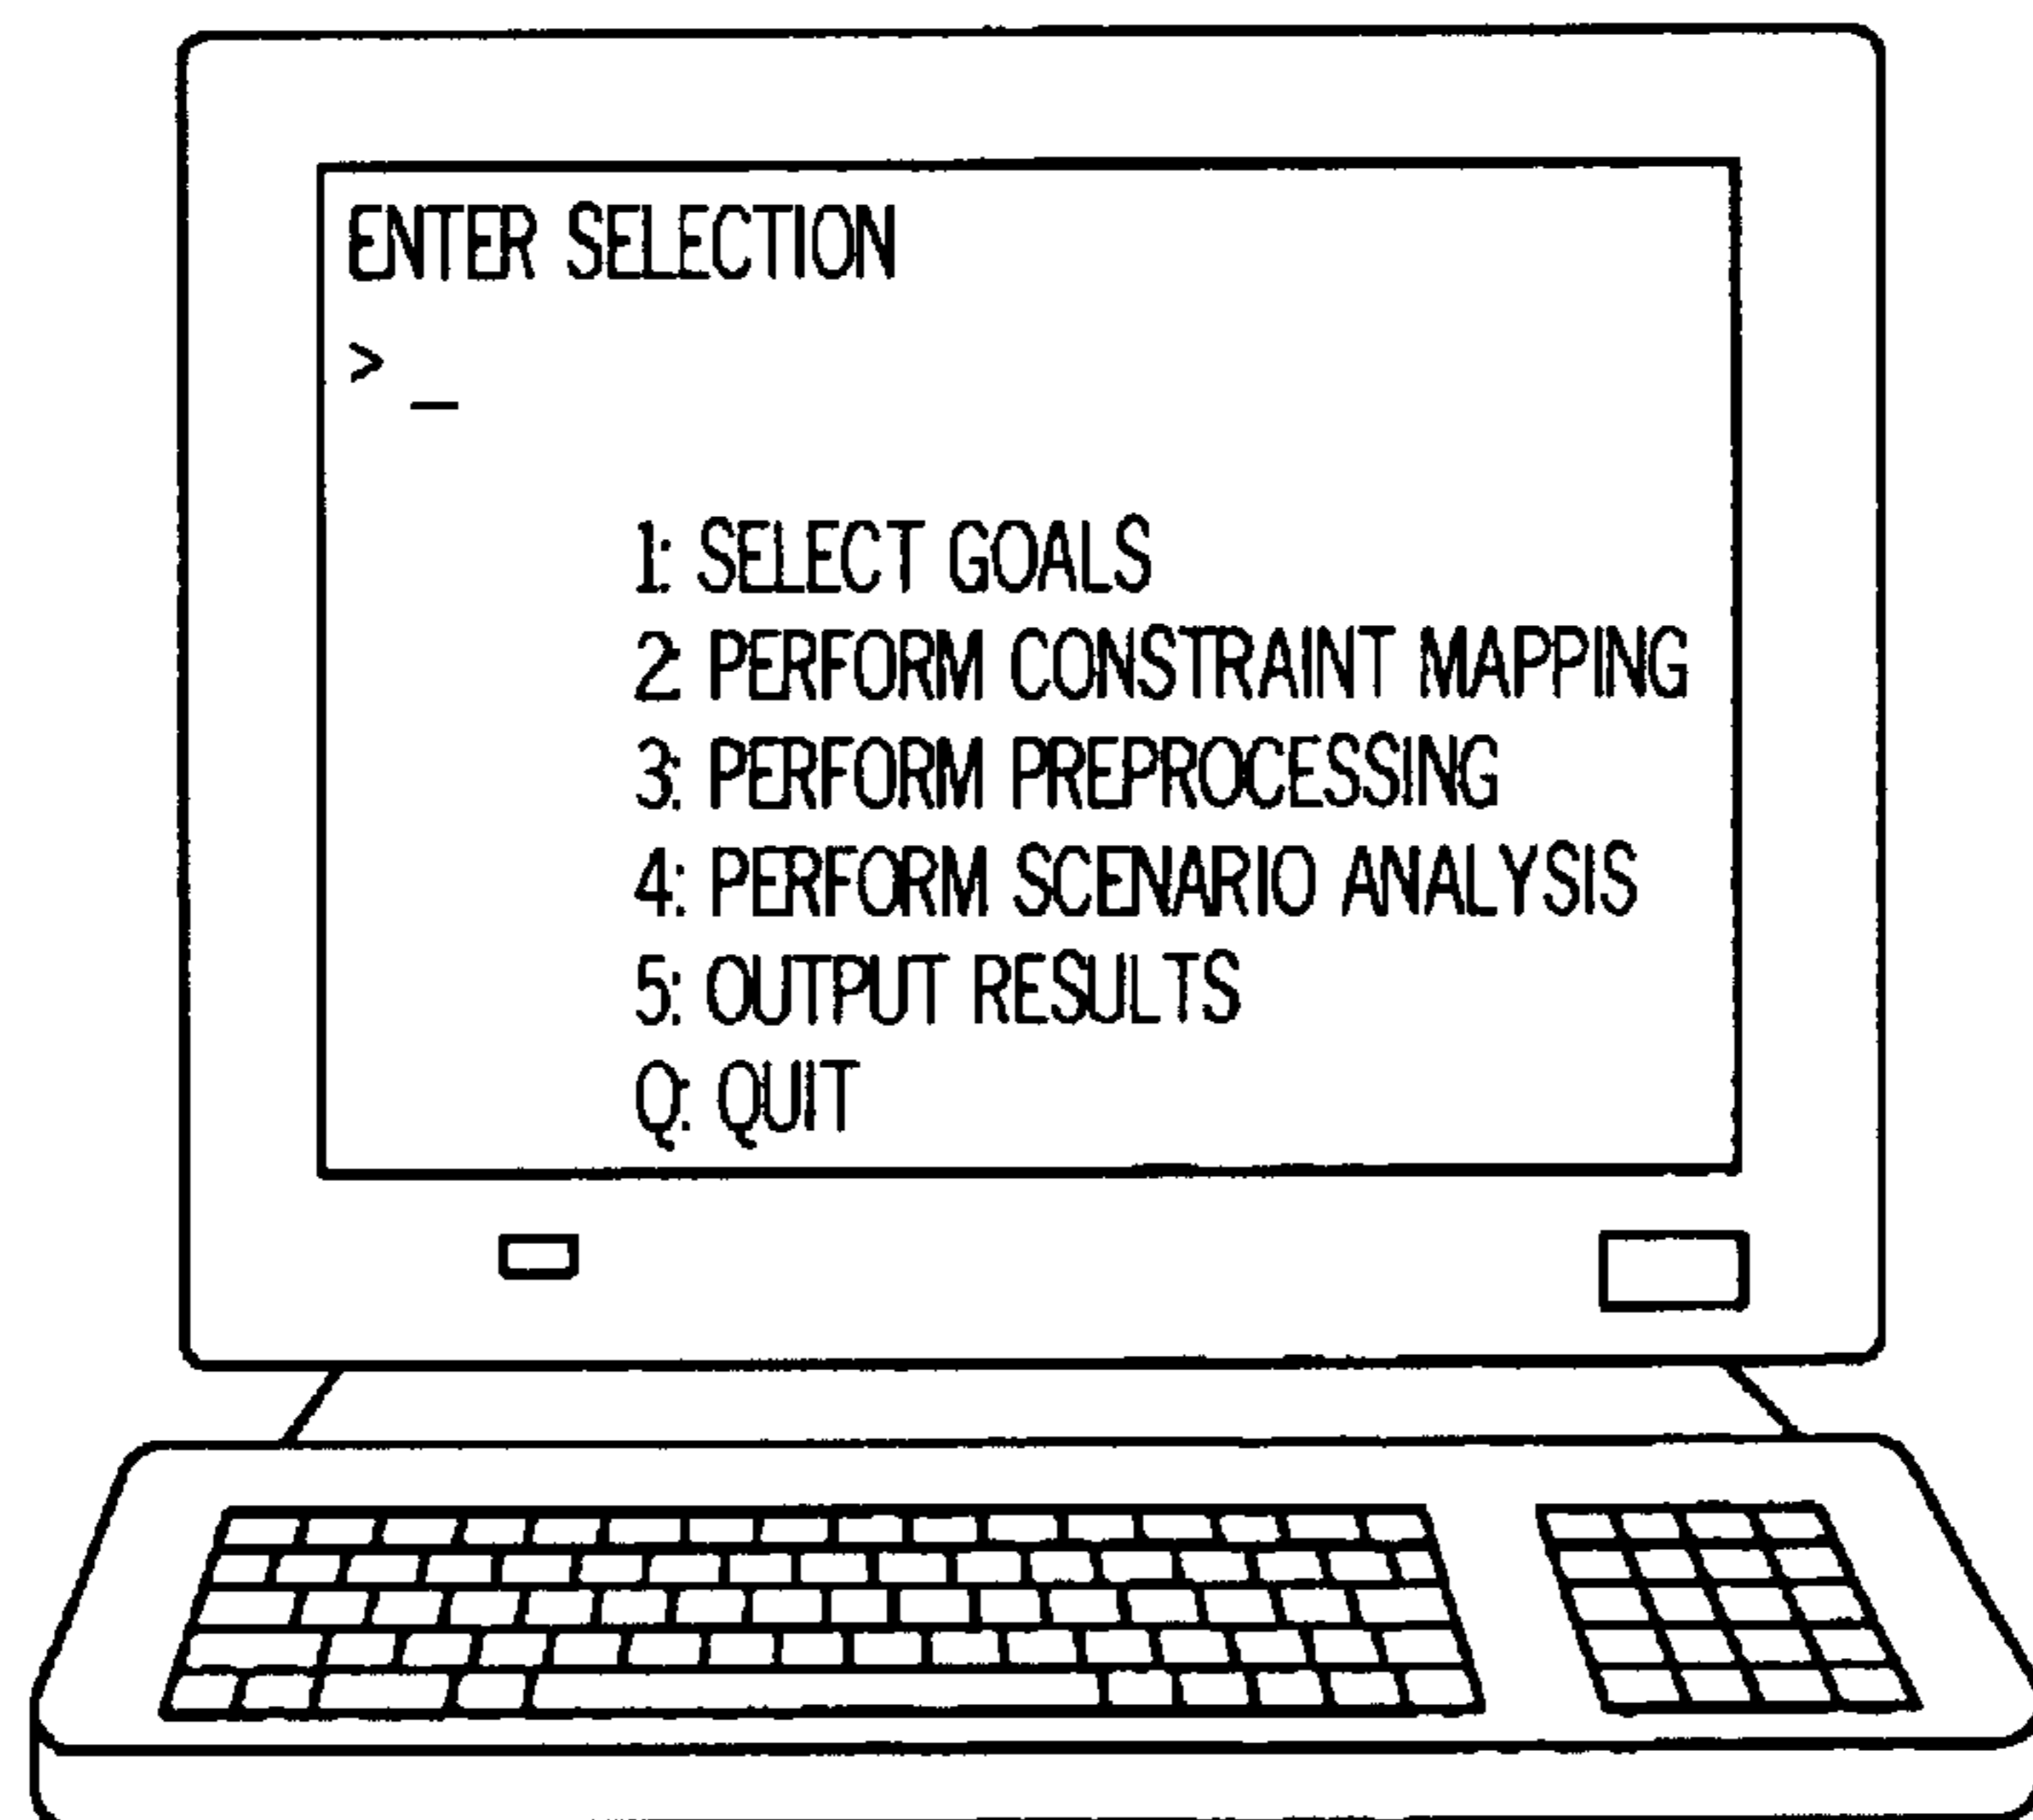 ENTER SELECTION
> _
1: SELECT GOALS
2: PERFORM CONSTRAINT MAPPING
3: PERFORM PREPROCESSING
4: PERFORM SCENARIO ANALYSIS
5: OUTPUT RESULTS
Q: QUIT